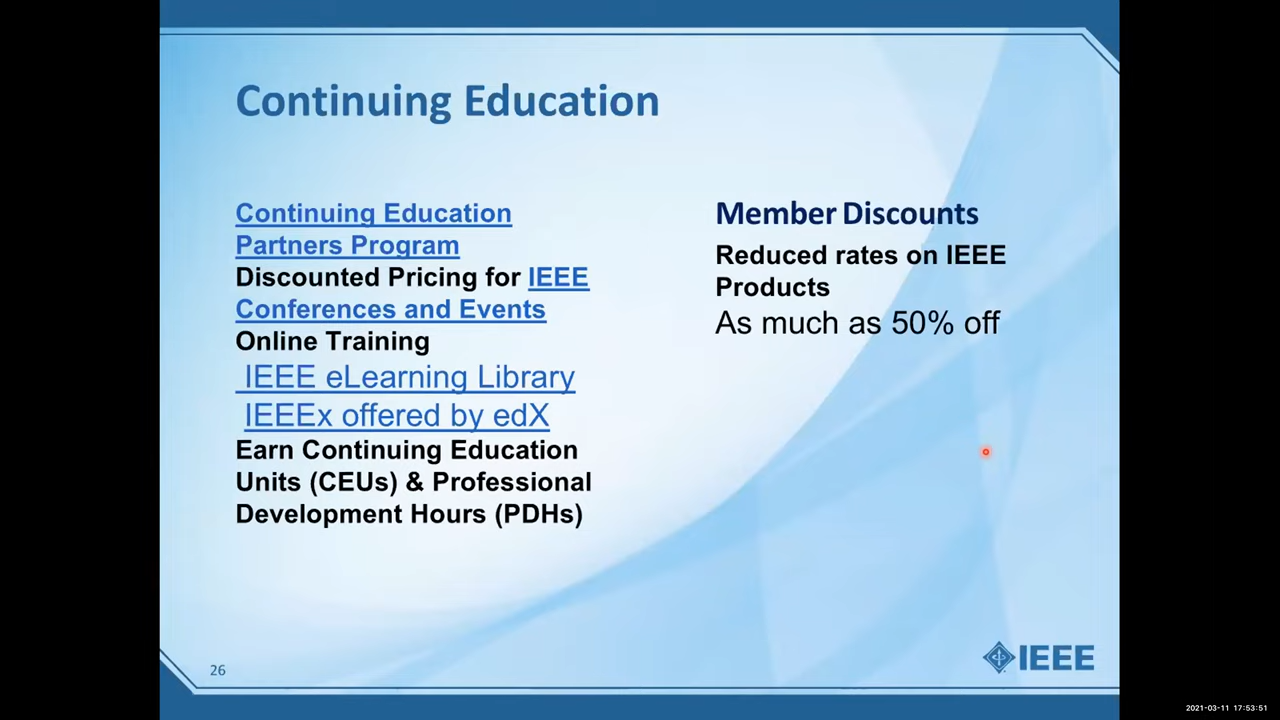 Continuing Education
Continuing Education
Partners Program
Discounted Pricing for IEEE
Conferences and Events
Online Training
IEEE eLearning Library
IEEEx offered by edX
Earn Continuing Education
Units (CEUs) & Professional
Development Hours (PDHs)
Member Discounts
Reduced rates on IEEE
Products
As much as 50% off
26
IEEE
2021-03-11 17:53:51